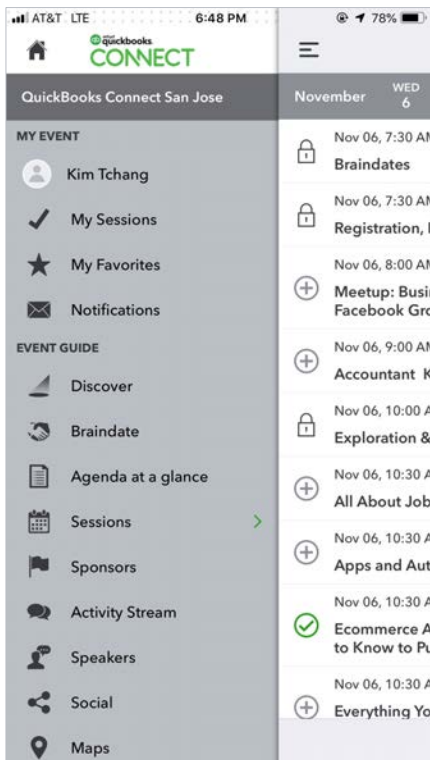 AT&T LTE 6:48 PM 78%
quickbooks
CONNECT
QuickBooks Connect San Jose
MY EVENT
Kim Tchang
My Sessions
My Favorites
Notifications
EVENT GUIDE
Discover
Braindate
Agenda at a glance
Sessions
Sponsors
Activity Stream
Speakers
Social
Maps
November WED
6
Nov 06, 7:30 AM
Braindates
Nov 06, 7:30 AM
Registration,
Nov 06, 8:00 AM
Meetup: Busi
Facebook Gro
Nov 06, 9:00 AM
Accountant K
Nov 06, 10:00 A
Exploration &
Nov 06, 10:30 A
All About Job
Nov 06, 10:30 A
Apps and Aut
Nov 06, 10:30 A
Ecommerce A
to Know to Pu
Nov 06, 10:30 A
Everything Yo